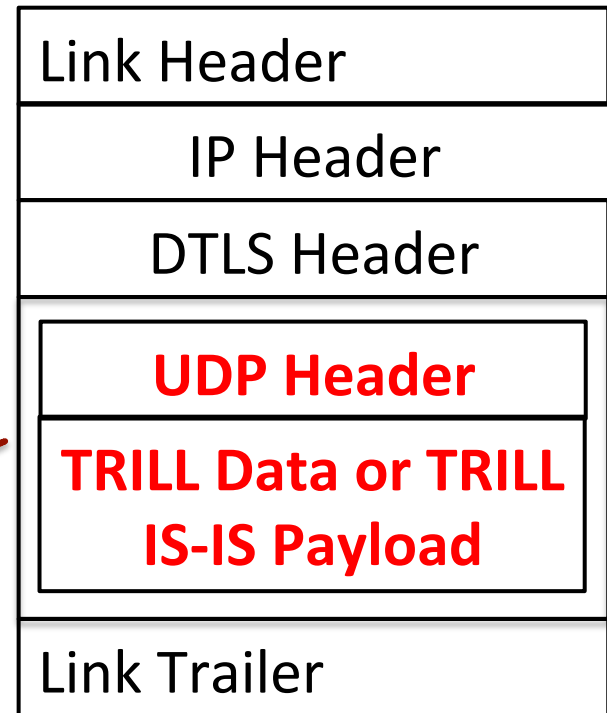 Link Header
IP Header
DTLS Header
UDP Header
TRILL Data or TRILL
IS-IS Payload
Link Trailer